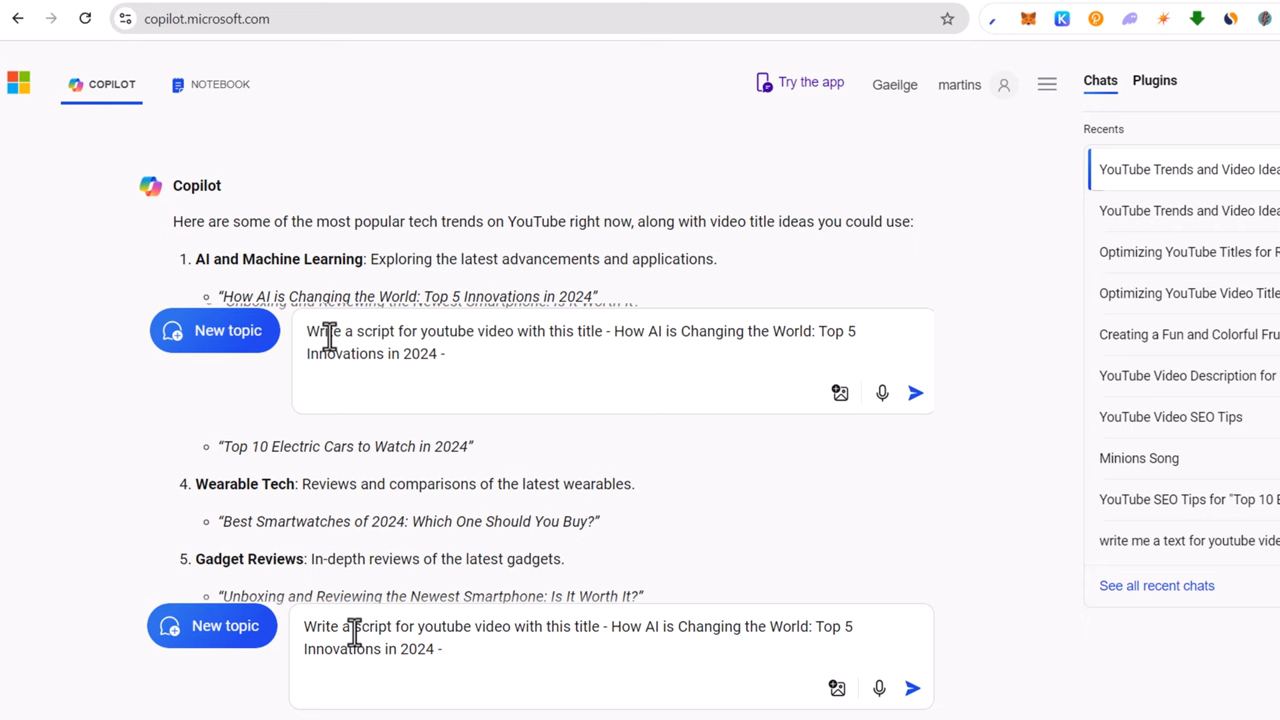 copilot.microsoft.com
COPILOT
NOTEBOOK
Try the app
Gaeilge
martins
Chats
Plugins
Recents
Copilot
Here are some of the most popular tech trends on YouTube right now, along with video title ideas you could use:
1. AI and Machine Learning: Exploring the latest advancements and applications.
“How AI is Changing the World: Top 5 Innovations in 2024”
“Unboxing and Reviewing the Newest Smartphone: Is It Worth It?”
New topic
Write a script for youtube video with this title - How AI is Changing the World: Top 5
Innovations in 2024 -
“Top 10 Electric Cars to Watch in 2024”
4. Wearable Tech: Reviews and comparisons of the latest wearables.
“Best Smartwatches of 2024: Which One Should You Buy?”
5. Gadget Reviews: In-depth reviews of the latest gadgets.
“Unboxing and Reviewing the Newest Smartphone: Is It Worth It?”
New topic
Write a script for youtube video with this title - How AI is Changing the World: Top 5
Innovations in 2024 -
YouTube Trends and Video Idea
YouTube Trends and Video Idea
Optimizing YouTube Titles for R
Optimizing YouTube Video Title
Creating a Fun and Colorful Fru
YouTube Video Description for
YouTube Video SEO Tips
Minions Song
YouTube SEO Tips for "Top 10 E
write me a text for youtube vide
See all recent chats